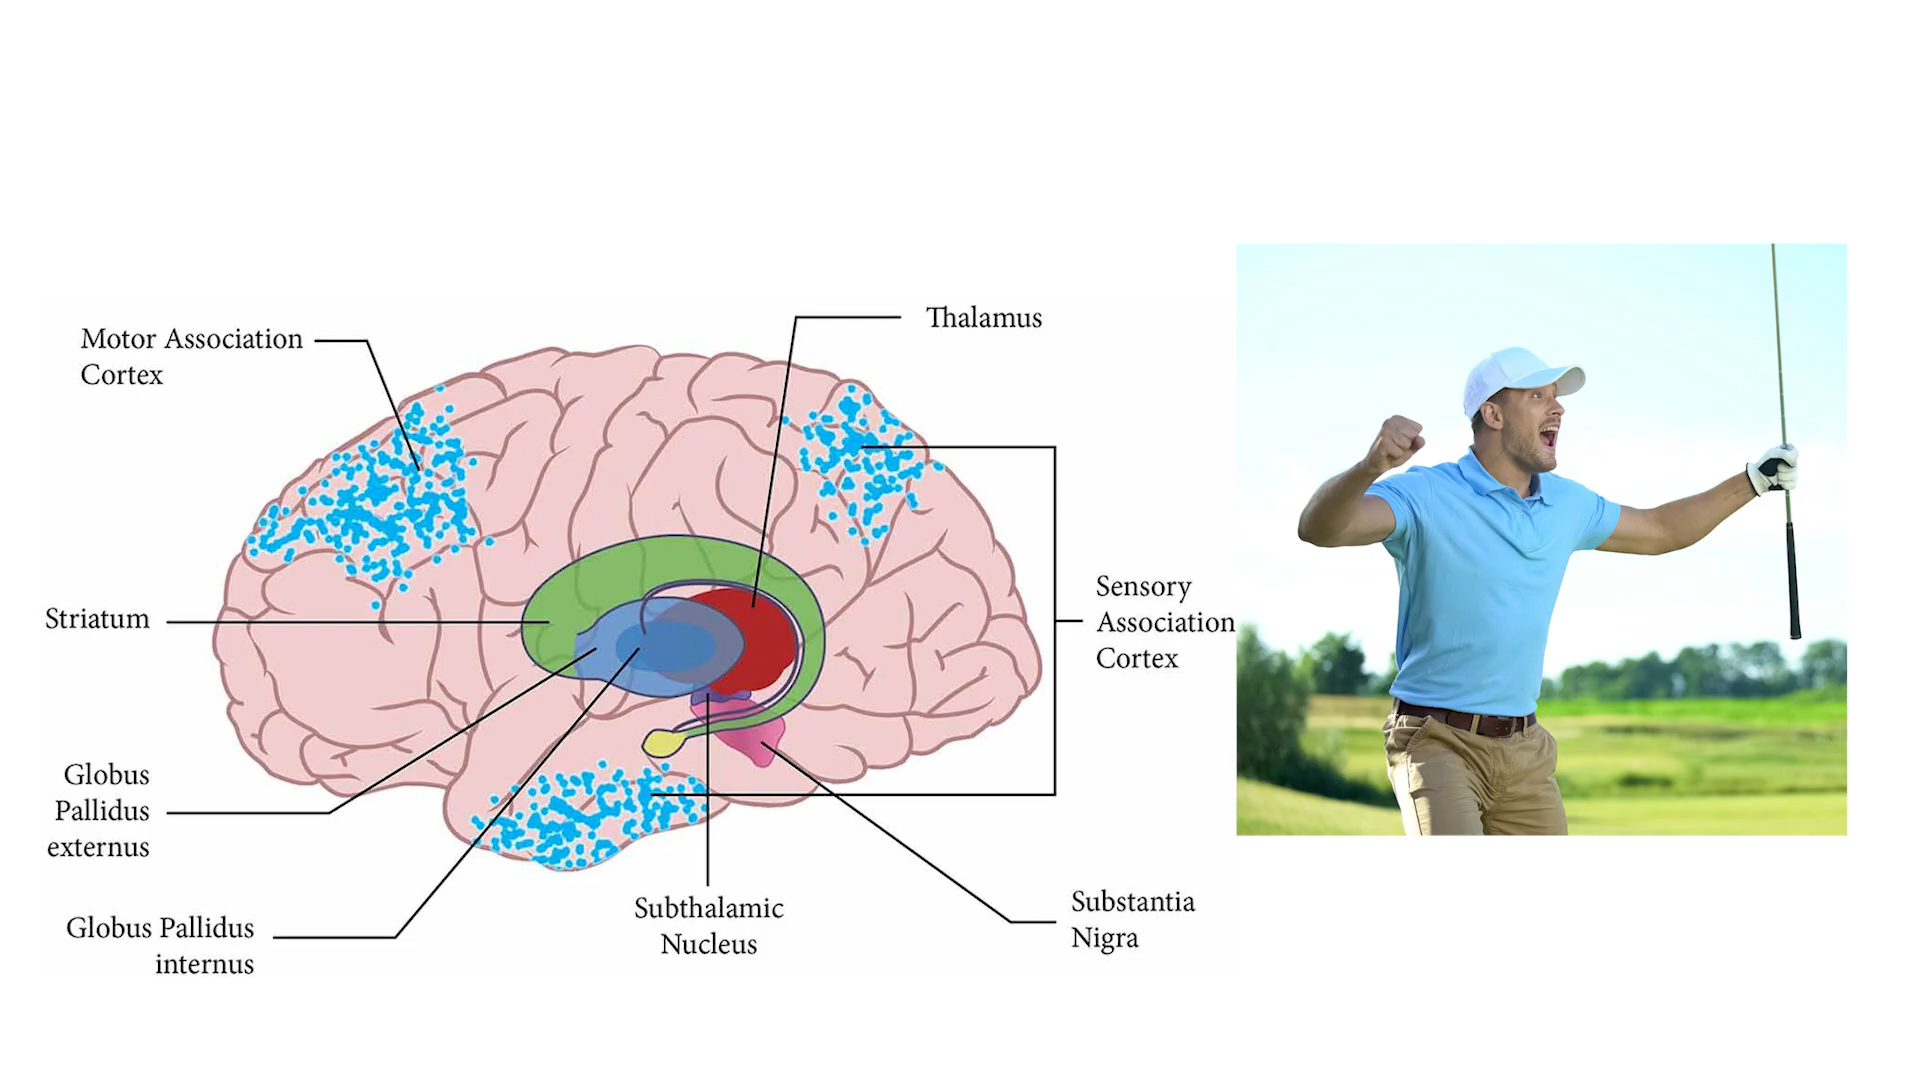 Thalamus
Motor Association
Cortex
Sensory
Association
Cortex
Striatum
Globus
Pallidus
externus
Substantia
Nigra
Subthalamic
Nucleus
Globus Pallidus
internus